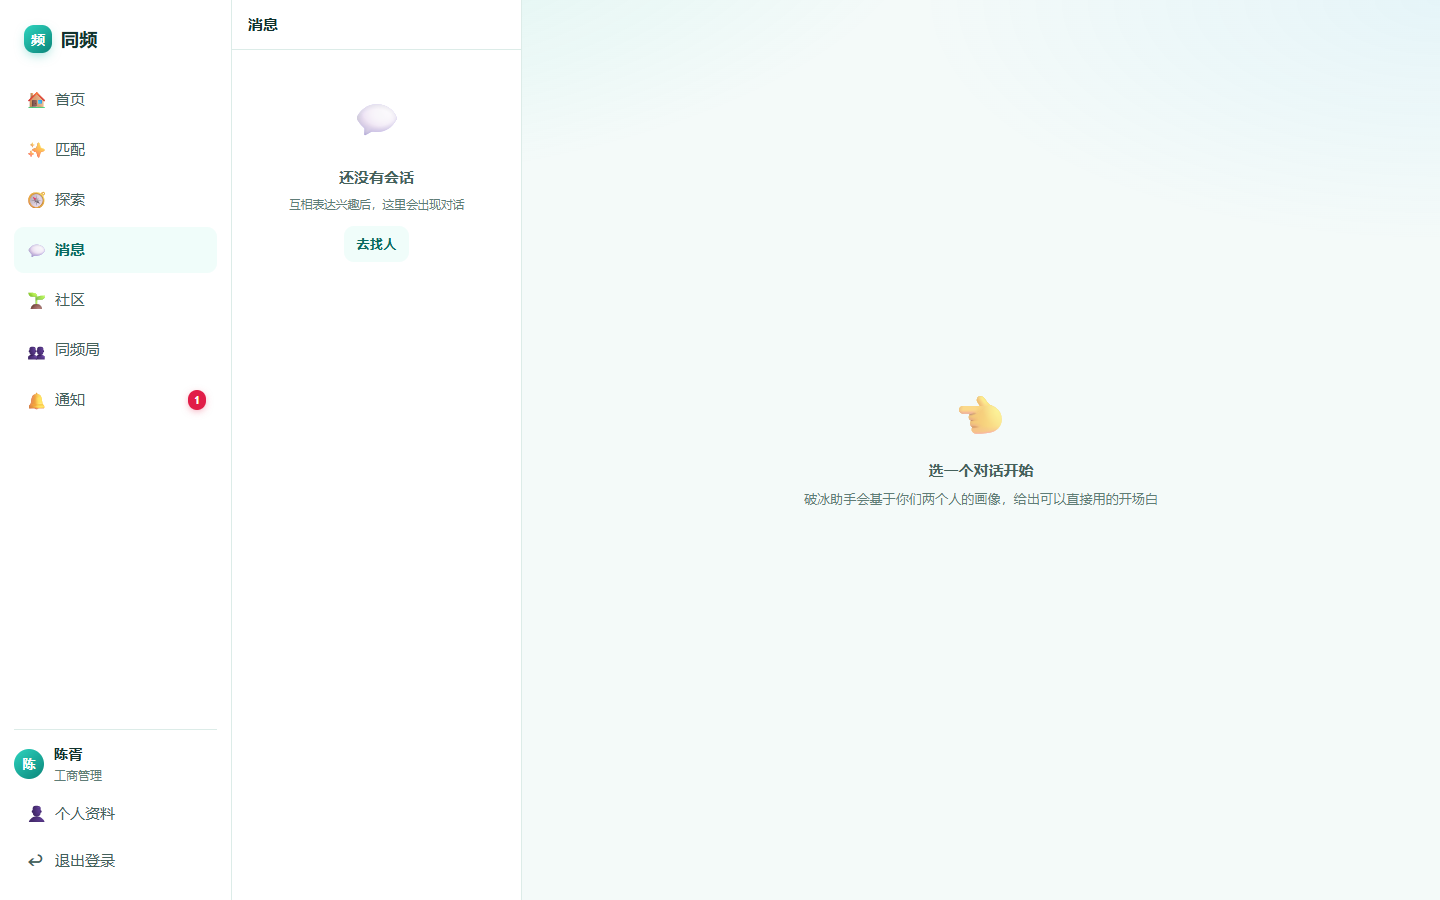 频 同频
首页
匹配
探索
消息
社区
同频局
通知 1
陈 陈胥
工商管理
个人资料
退出登录
消息
还没有会话
互相表达兴趣后，这里会出现对话
去找人
选一个对话开始
破冰助手会基于你们两个人的画像，给出可以直接用的开场白